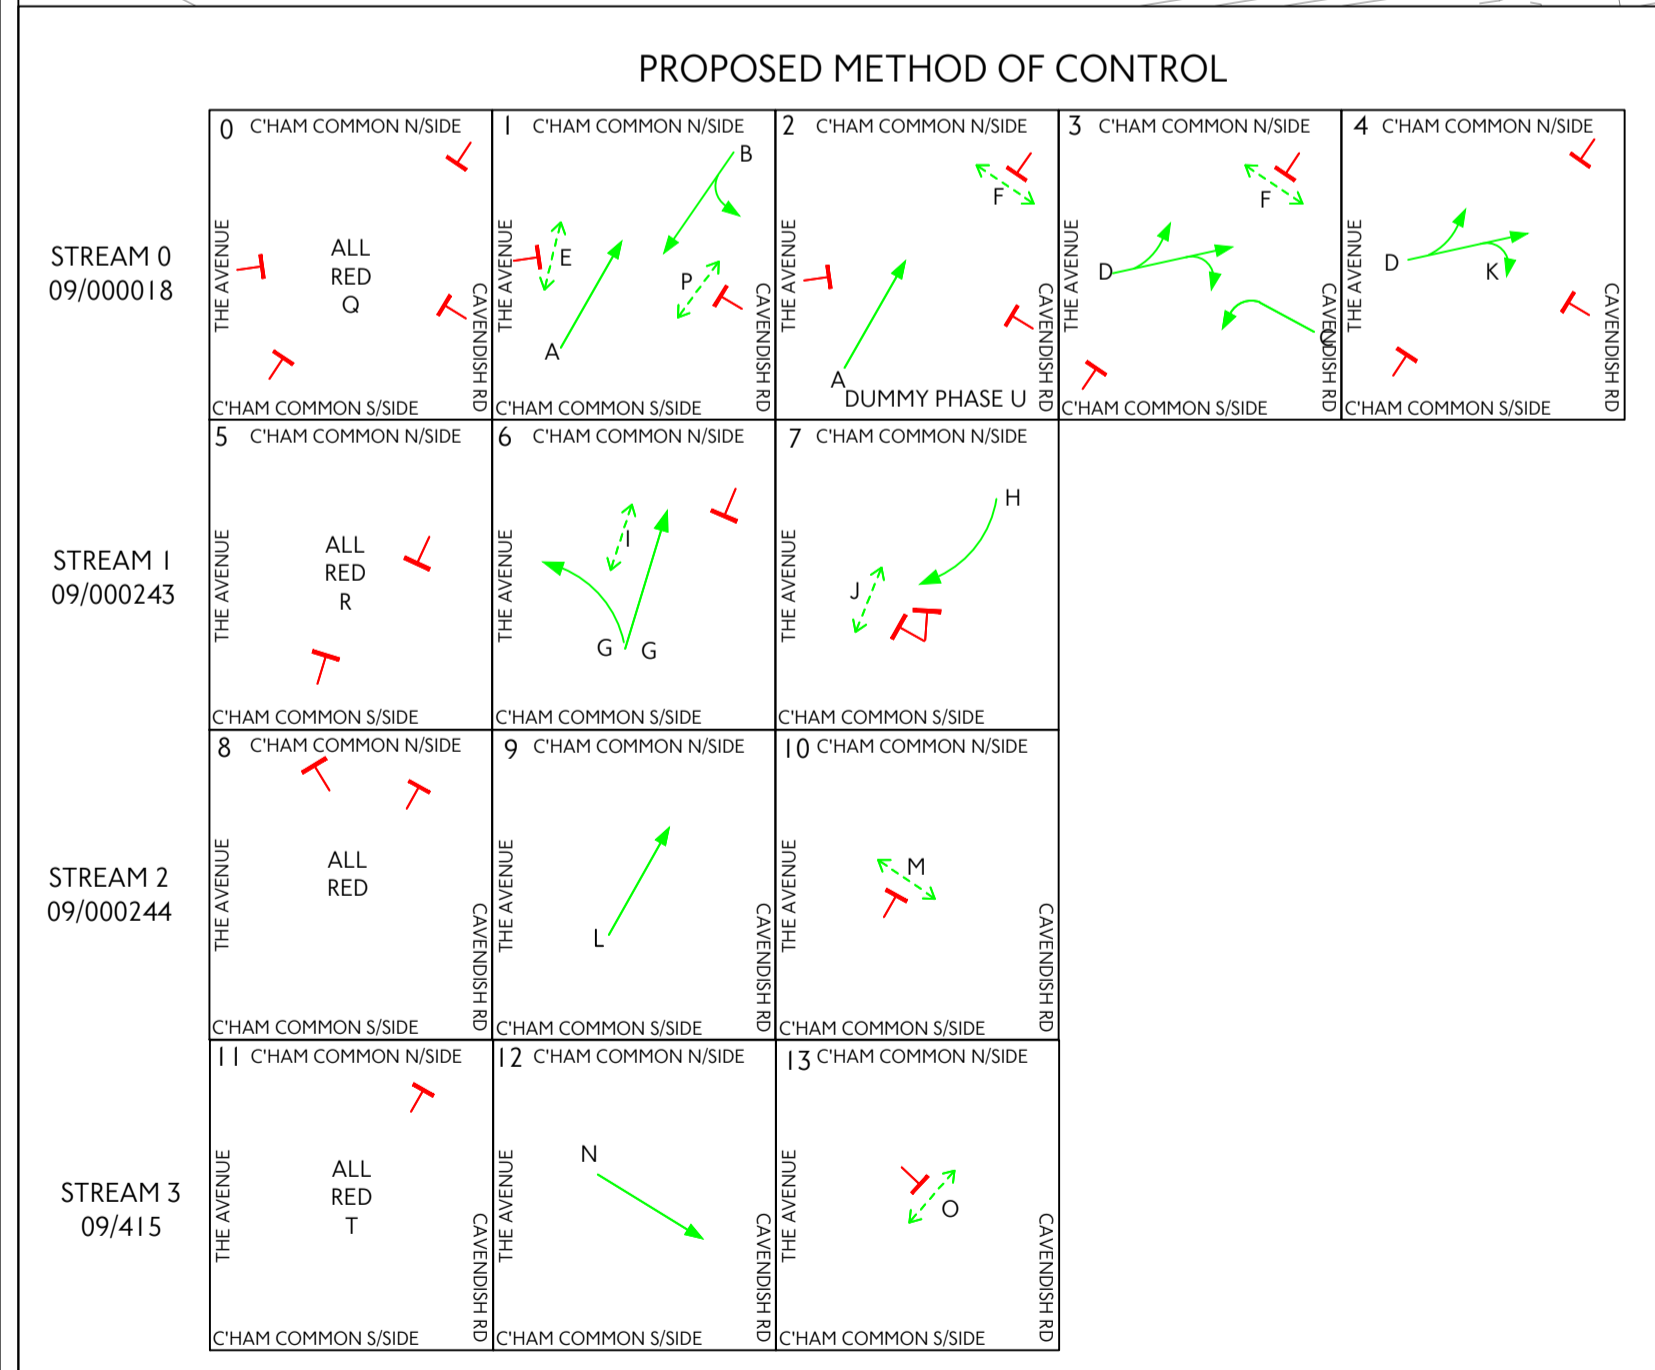 PROPOSED METHOD OF CONTROL
STREAM 0
09/000018
0 C'HAM COMMON N/SIDE
THE AVENUE
ALL
RED
Q
CAVENDISH RD
C'HAM COMMON S/SIDE
1 C'HAM COMMON N/SIDE
B
THE AVENUE
E
P
A
CAVENDISH RD
C'HAM COMMON S/SIDE
2 C'HAM COMMON N/SIDE
F
A
DUMMY PHASE U
CAVENDISH RD
3 C'HAM COMMON N/SIDE
F
THE AVENUE
D
C
CAVENDISH RD
C'HAM COMMON S/SIDE
4 C'HAM COMMON N/SIDE
THE AVENUE
D
K
CAVENDISH RD
C'HAM COMMON S/SIDE
STREAM 1
09/000243
5 C'HAM COMMON N/SIDE
THE AVENUE
ALL
RED
R
C'HAM COMMON S/SIDE
6 C'HAM COMMON N/SIDE
THE AVENUE
I
G G
C'HAM COMMON S/SIDE
7 C'HAM COMMON N/SIDE
H
THE AVENUE
J
C'HAM COMMON S/SIDE
STREAM 2
09/000244
8 C'HAM COMMON N/SIDE
THE AVENUE
ALL
RED
CAVENDISH RD
C'HAM COMMON S/SIDE
9 C'HAM COMMON N/SIDE
THE AVENUE
L
CAVENDISH RD
C'HAM COMMON S/SIDE
10 C'HAM COMMON N/SIDE
THE AVENUE
M
CAVENDISH RD
C'HAM COMMON S/SIDE
STREAM 3
09/415
11 C'HAM COMMON N/SIDE
THE AVENUE
ALL
RED
T
CAVENDISH RD
C'HAM COMMON S/SIDE
12 C'HAM COMMON N/SIDE
THE AVENUE
N
CAVENDISH RD
C'HAM COMMON S/SIDE
13 C'HAM COMMON N/SIDE
THE AVENUE
O
CAVENDISH RD
C'HAM COMMON S/SIDE